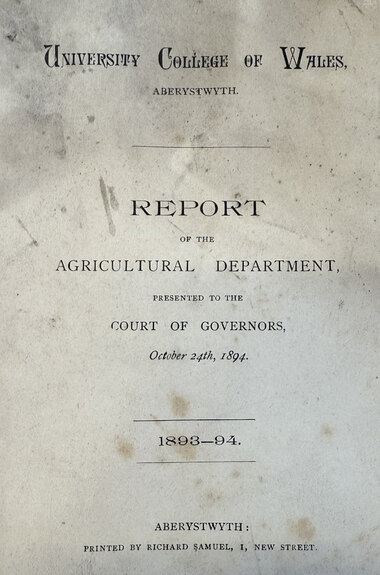 University College of Wales,
ABERYSTWYTH.
REPORT
OF THE
AGRICULTURAL DEPARTMENT,
PRESENTED TO THE
COURT OF GOVERNORS,
October 24th, 1894.
1893—94.
ABERYSTWYTH:
PRINTED BY RICHARD SAMUEL, 1, NEW STREET.